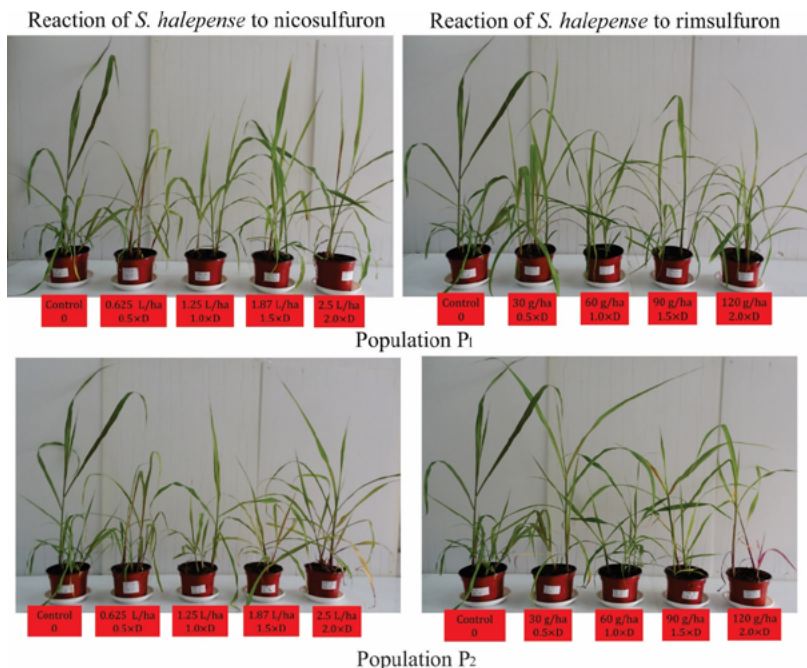 Reaction of S. halepense to nicosulfuron
Reaction of S. halepense to rimsulfuron
Control 0.625 L/ha 1.25 L/ha 1.87 L/ha 2.5 L/ha
0 0.5×D 1.0×D 1.5×D 2.0×D
Control 30 g/ha 60 g/ha 90 g/ha 120 g/ha
0 0.5×D 1.0×D 1.5×D 2.0×D
Population P1
Control 0.625 L/ha 1.25 L/ha 1.87 L/ha 2.5 L/ha
0 0.5×D 1.0×D 1.5×D 2.0×D
Control 30 g/ha 60 g/ha 90 g/ha 120 g/ha
0 0.5×D 1.0×D 1.5×D 2.0×D
Population P2